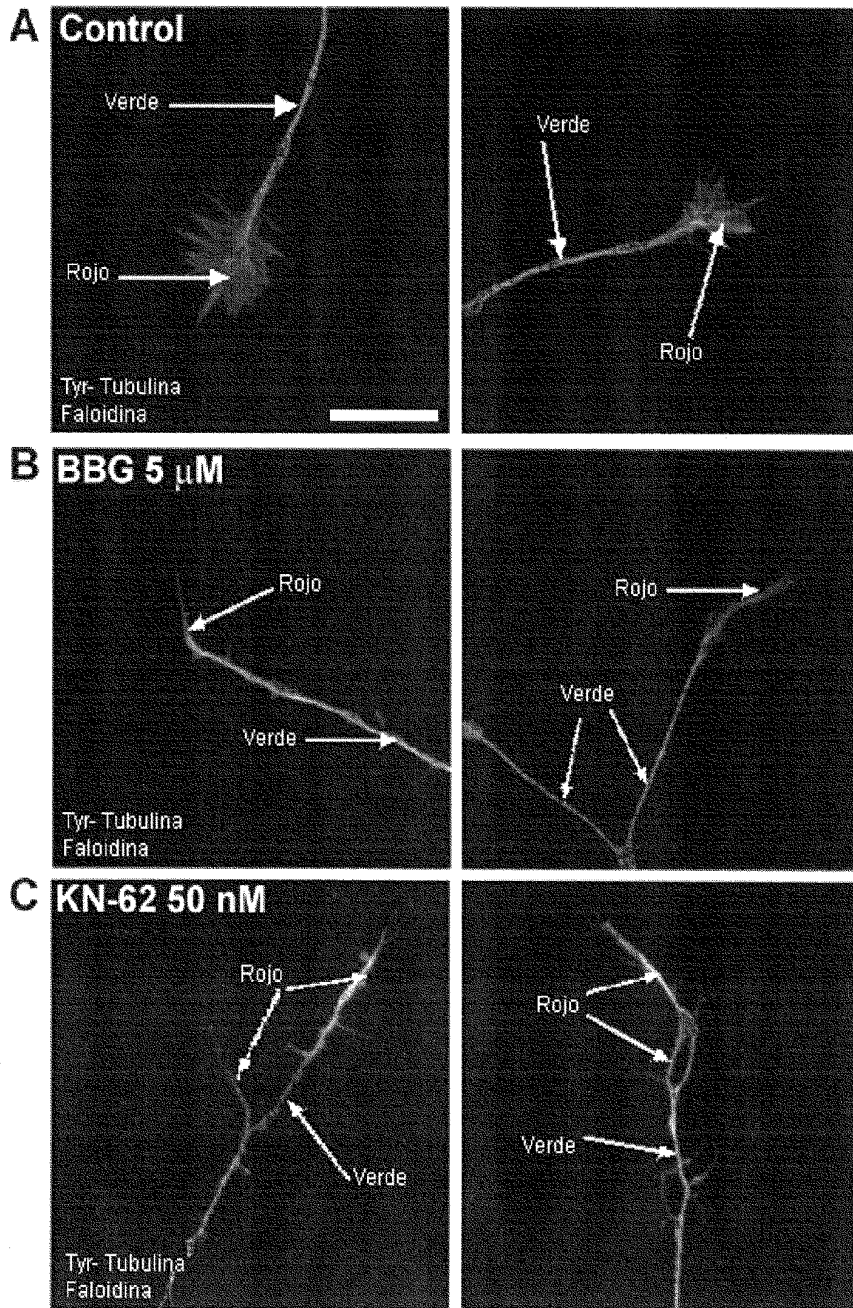 A Control
Verde
Rojo
Tyr- Tubulina
Faloidina
Verde
Rojo
B BBG 5 µM
Rojo
Verde
Tyr- Tubulina
Faloidina
Rojo
Verde
C KN-62 50 nM
Rojo
Verde
Tyr- Tubulina
Faloidina
Rojo
Verde